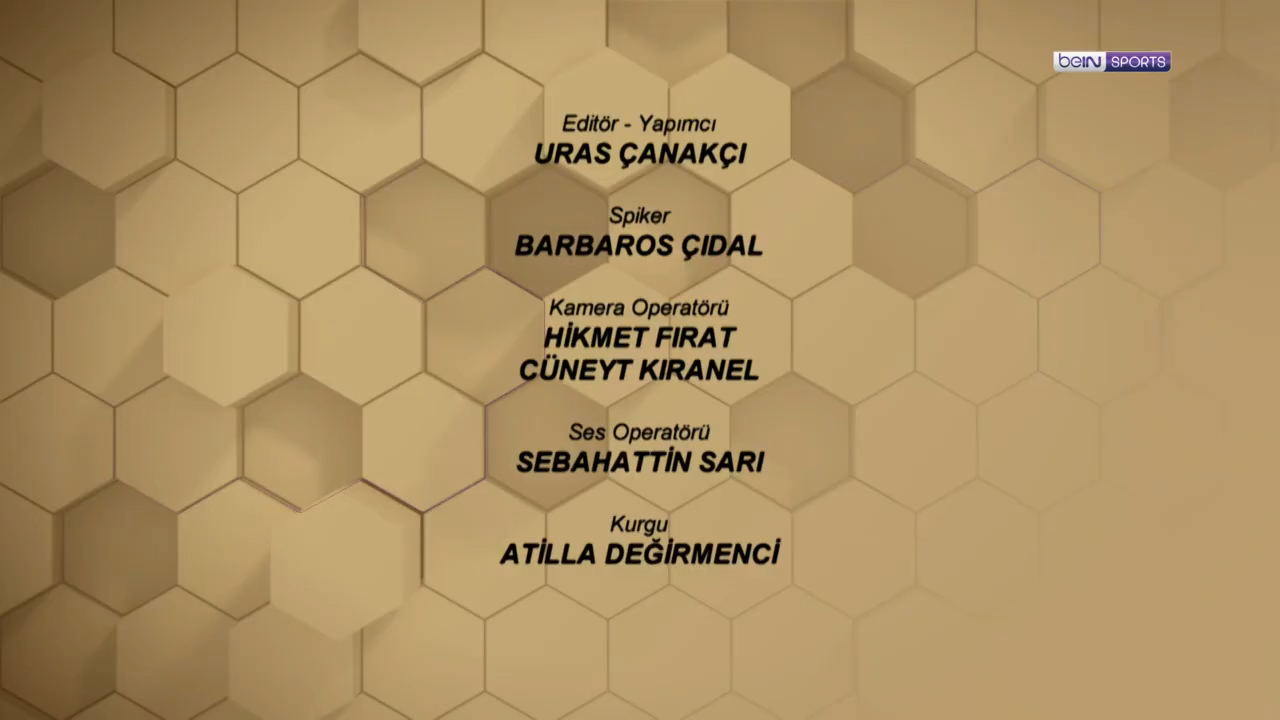 beIN SPORTS
Editör - Yapımcı
URAS ÇANAKÇI
Spiker
BARBAROS ÇIDAL
Kamera Operatörü
HİKMET FIRAT
CÜNEYT KIRANEL
Ses Operatörü
SEBAHATTİN SARI
Kurgu
ATİLLA DEĞİRMENCİ